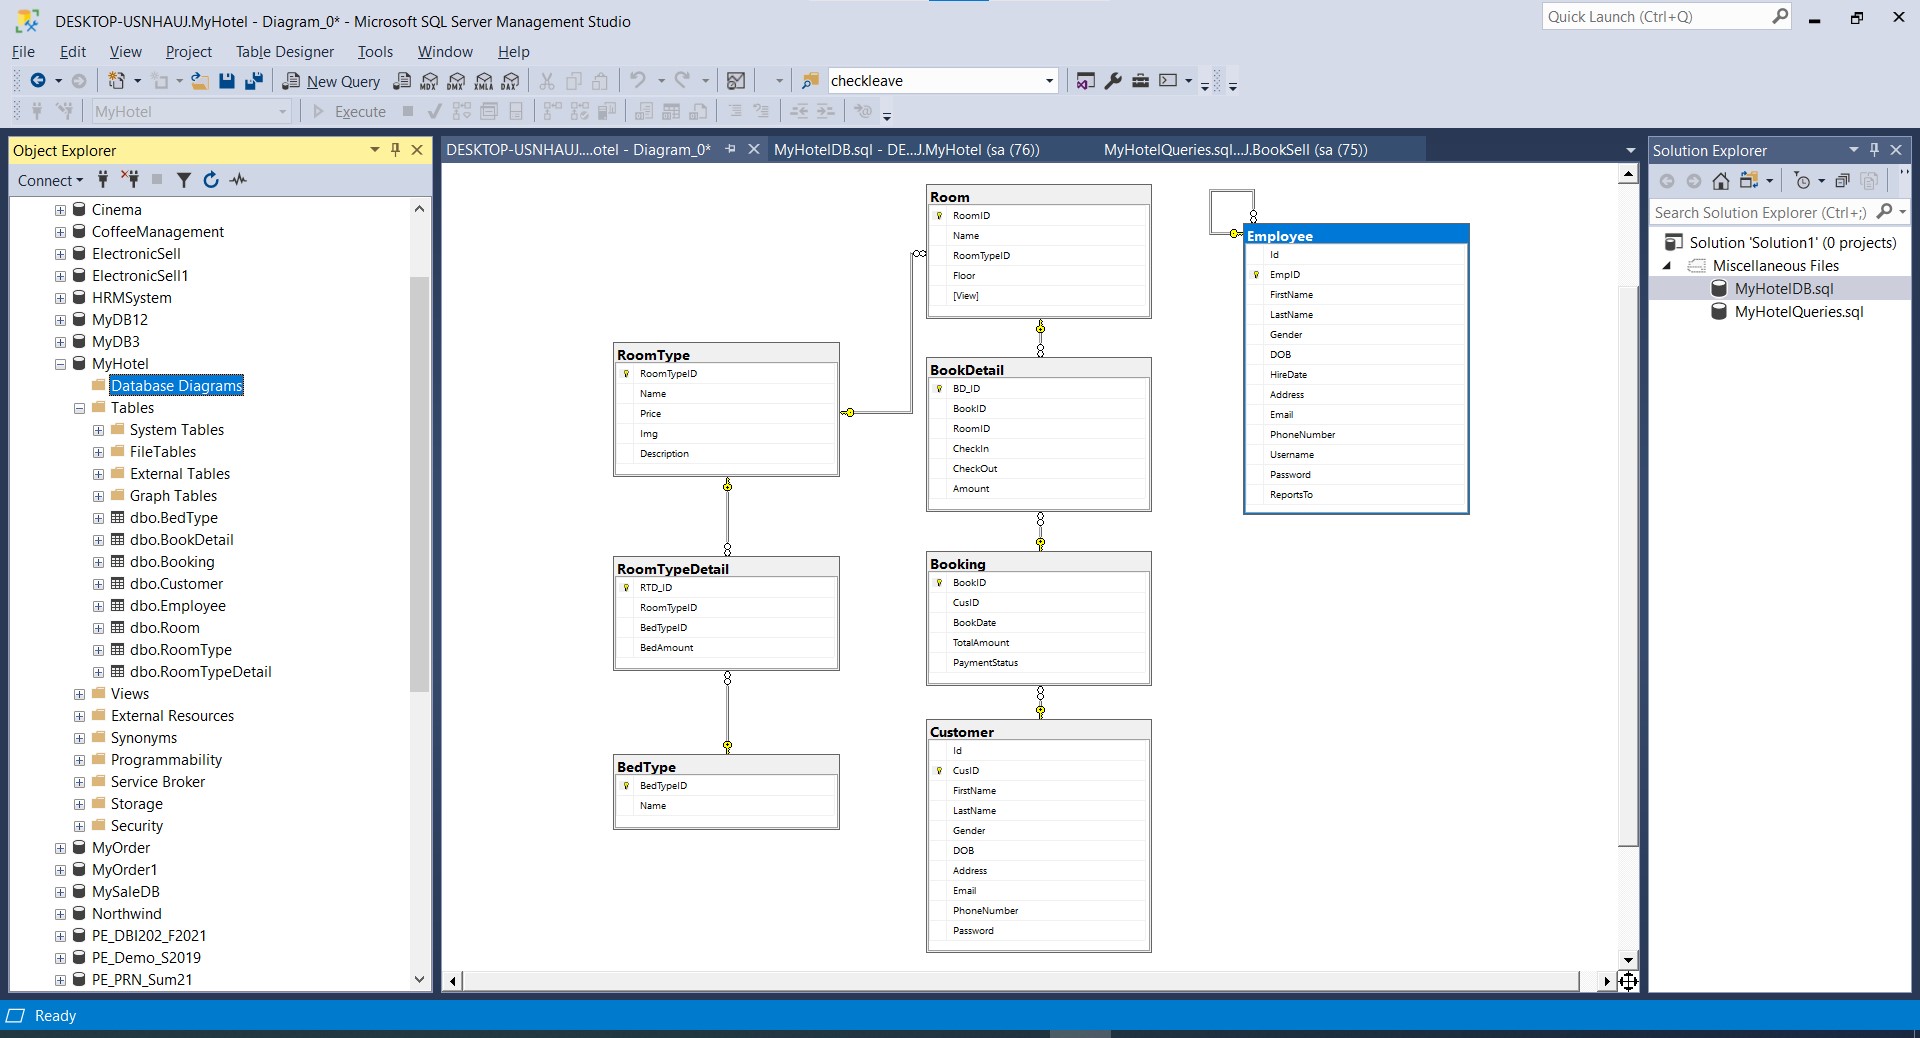 DESKTOP-USNHAUJ.MyHotel - Diagram_0* - Microsoft SQL Server Management Studio
Quick Launch (Ctrl+Q)
File Edit View Project Table Designer Tools Window Help
New Query
MDX DMX XMLA DAX
checkleave
MyHotel
Execute
Object Explorer
Connect
Cinema
CoffeeManagement
ElectronicSell
ElectronicSell1
HRMSystem
MyDB12
MyDB3
MyHotel
Database Diagrams
Tables
System Tables
FileTables
External Tables
Graph Tables
dbo.BedType
dbo.BookDetail
dbo.Booking
dbo.Customer
dbo.Employee
dbo.Room
dbo.RoomType
dbo.RoomTypeDetail
Views
External Resources
Synonyms
Programmability
Service Broker
Storage
Security
MyOrder
MyOrder1
MySaleDB
Northwind
PE_DBI202_F2021
PE_Demo_S2019
PE_PRN_Sum21
DESKTOP-USNHAUJ....otel - Diagram_0*
MyHotelDB.sql - DE...J.MyHotel (sa (76))
MyHotelQueries.sql...J.BookSell (sa (75))
RoomType
RoomTypeID
Name
Price
Img
Description
RoomTypeDetail
RTD_ID
RoomTypeID
BedTypeID
BedAmount
BedType
BedTypeID
Name
Room
RoomID
Name
RoomTypeID
Floor
[View]
BookDetail
BD_ID
BookID
RoomID
CheckIn
CheckOut
Amount
Booking
BookID
CusID
BookDate
TotalAmount
PaymentStatus
Customer
Id
CusID
FirstName
LastName
Gender
DOB
Address
Email
PhoneNumber
Password
Employee
Id
EmpID
FirstName
LastName
Gender
DOB
HireDate
Address
Email
PhoneNumber
Username
Password
ReportsTo
Solution Explorer
Search Solution Explorer (Ctrl+;)
Solution 'Solution1' (0 projects)
Miscellaneous Files
MyHotelDB.sql
MyHotelQueries.sql
Ready